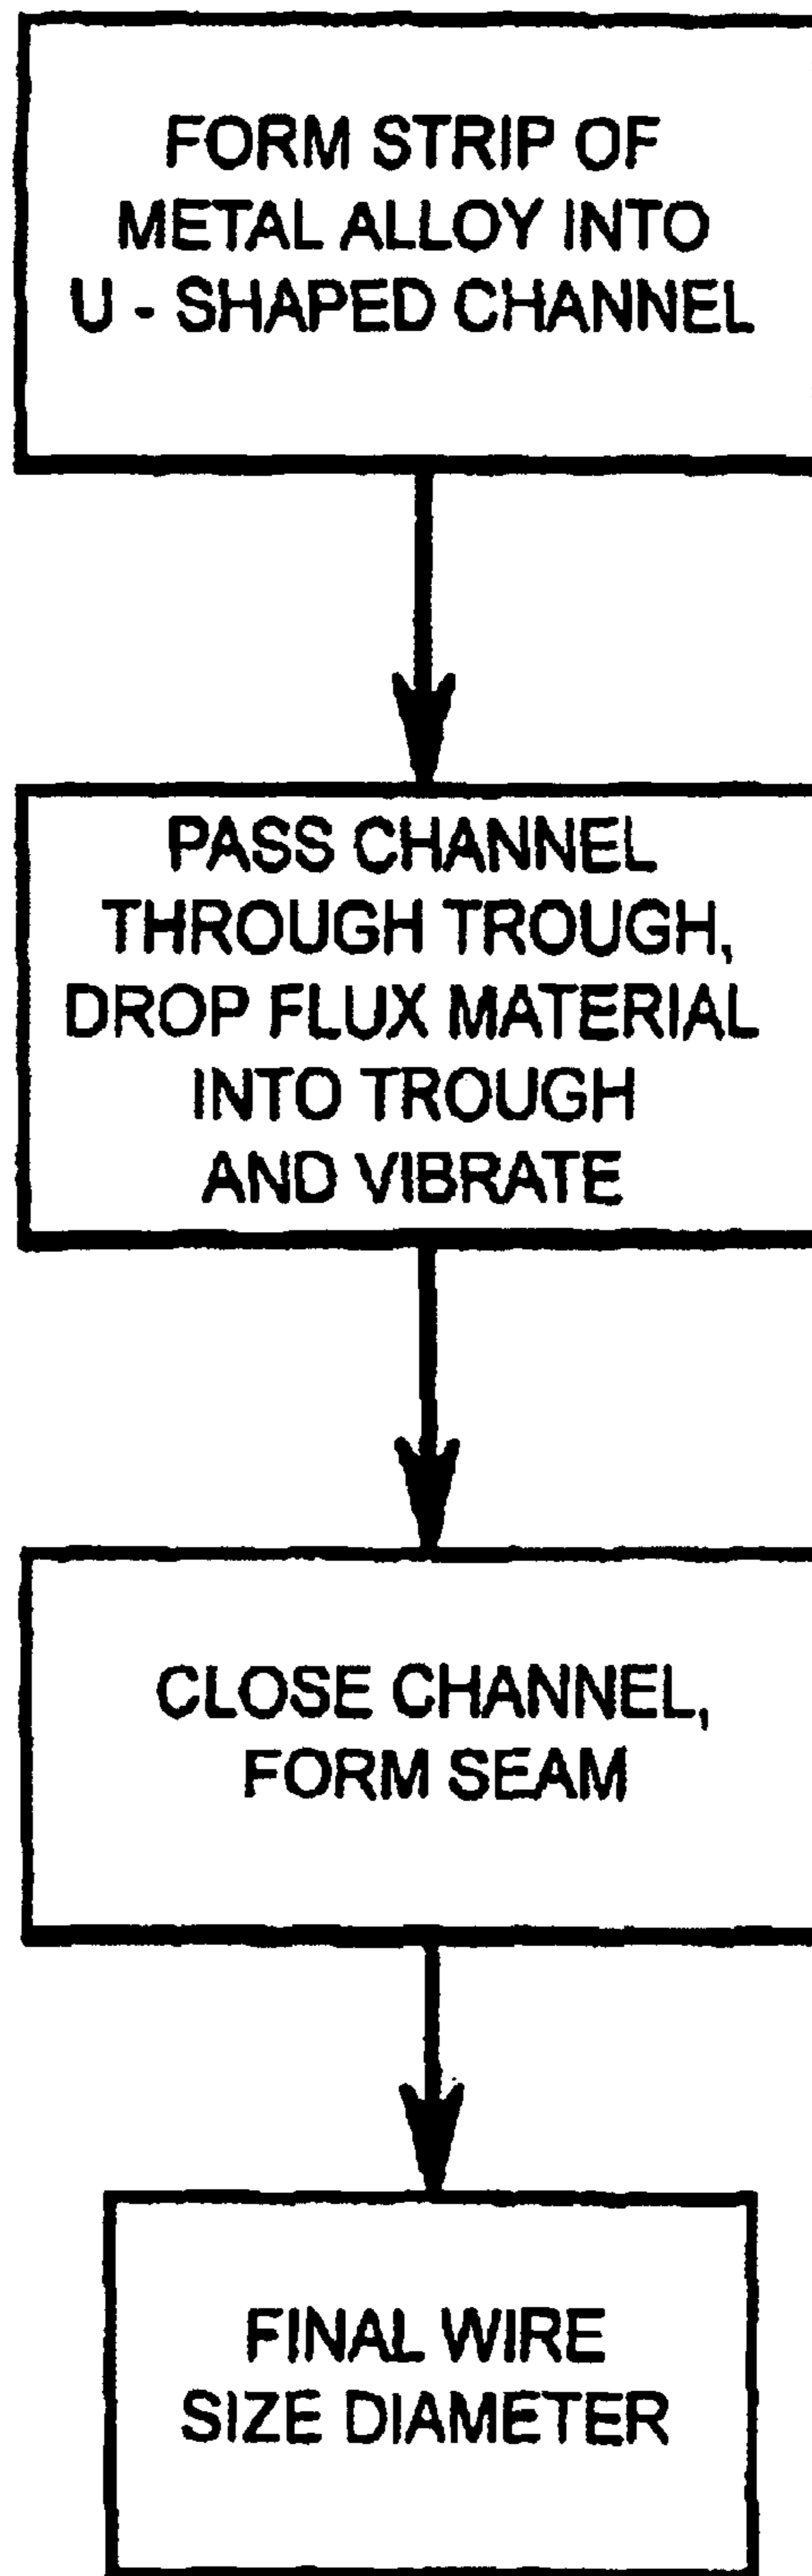 FORM STRIP OF
METAL ALLOY INTO
U - SHAPED CHANNEL
PASS CHANNEL
THROUGH TROUGH,
DROP FLUX MATERIAL
INTO TROUGH
AND VIBRATE
CLOSE CHANNEL,
FORM SEAM
FINAL WIRE
SIZE DIAMETER